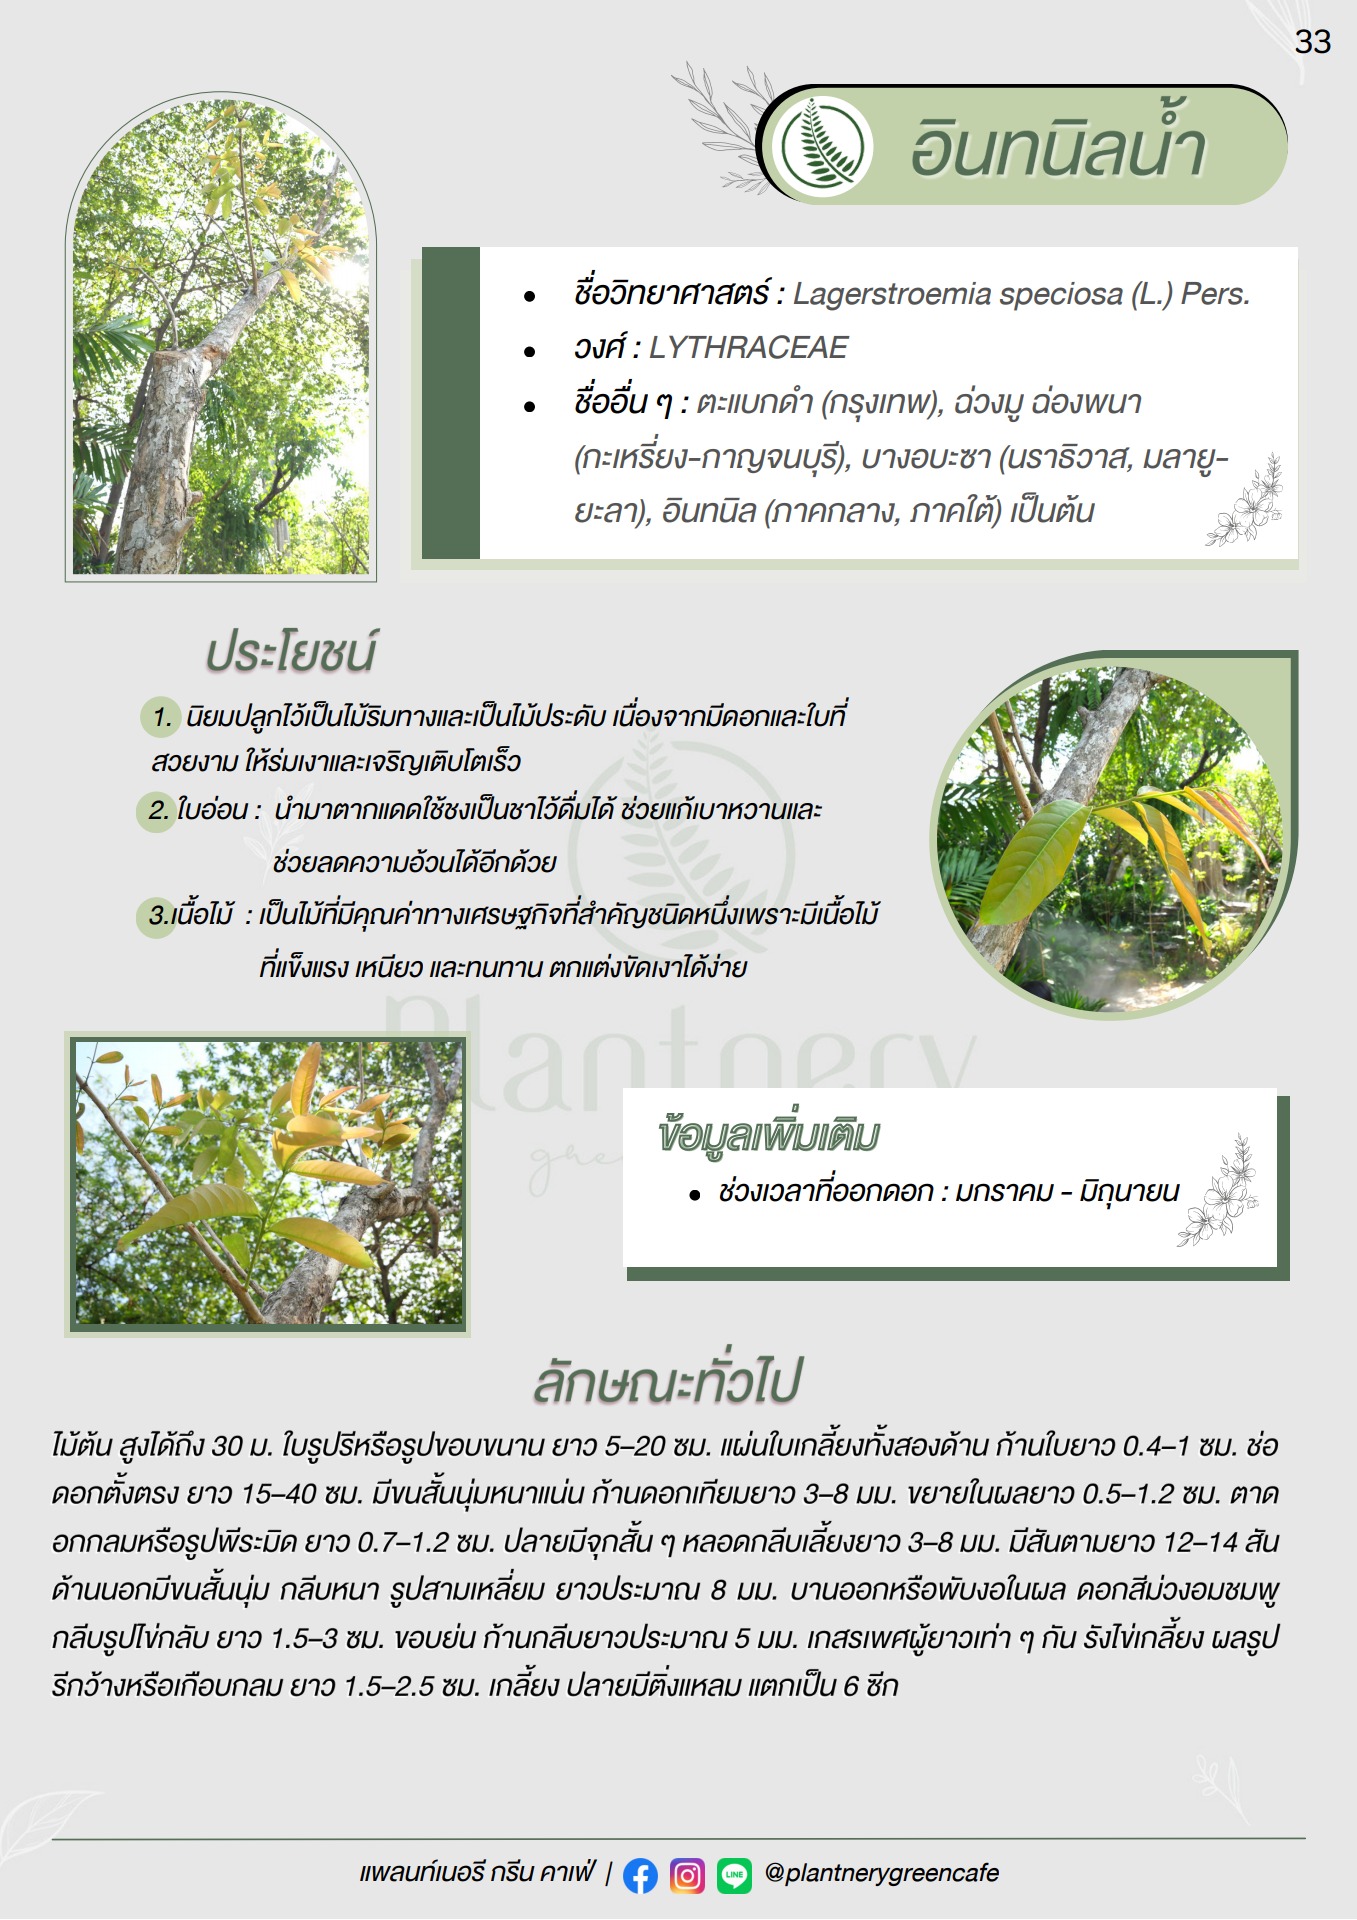 33
อินทนิลน้ำ
ชื่อวิทยาศาสตร์ : Lagerstroemia speciosa (L.) Pers.
วงศ์ : LYTHRACEAE
ชื่ออื่น ๆ : ตะแบกดำ (กรุงเทพ), ฉ่วงมู ฉ่องพนา
(กะเหรี่ยง-กาญจนบุรี), บางอบะซา (นราธิวาส, มลายู-
ยะลา), อินทนิล (ภาคกลาง, ภาคใต้) เป็นต้น
ประโยชน์
1. นิยมปลูกไว้เป็นไม้ริมทางและเป็นไม้ประดับ เนื่องจากมีดอกและใบที่
สวยงาม ให้ร่มเงาและเจริญเติบโตเร็ว
2. ใบอ่อน : นำมาตากแดดใช้ชงเป็นชาไว้ดื่มได้ ช่วยแก้เบาหวานและ
ช่วยลดความอ้วนได้อีกด้วย
3.เนื้อไม้ : เป็นไม้ที่มีคุณค่าทางเศรษฐกิจที่สำคัญชนิดหนึ่งเพราะมีเนื้อไม้
ที่แข็งแรง เหนียว และทนทาน ตกแต่งขัดเงาได้ง่าย
plantnery
gree
ข้อมูลเพิ่มเติม
ช่วงเวลาที่ออกดอก : มกราคม - มิถุนายน
ลักษณะทั่วไป
ไม้ต้น สูงได้ถึง 30 ม. ใบรูปรีหรือรูปขอบขนาน ยาว 5–20 ซม. แผ่นใบเกลี้ยงทั้งสองด้าน ก้านใบยาว 0.4–1 ซม. ช่อ
ดอกตั้งตรง ยาว 15–40 ซม. มีขนสั้นนุ่มหนาแน่น ก้านดอกเทียมยาว 3–8 มม. ขยายในผลยาว 0.5–1.2 ซม. ตาด
อกกลมหรือรูปพีระมิด ยาว 0.7–1.2 ซม. ปลายมีจุกสั้น ๆ หลอดกลีบเลี้ยงยาว 3–8 มม. มีสันตามยาว 12–14 สัน
ด้านนอกมีขนสั้นนุ่ม กลีบหนา รูปสามเหลี่ยม ยาวประมาณ 8 มม. บานออกหรือพับงอในผล ดอกสีม่วงอมชมพู
กลีบรูปไข่กลับ ยาว 1.5–3 ซม. ขอบย่น ก้านกลีบยาวประมาณ 5 มม. เกสรเพศผู้ยาวเท่า ๆ กัน รังไข่เกลี้ยง ผลรูป
รีกว้างหรือเกือบกลม ยาว 1.5–2.5 ซม. เกลี้ยง ปลายมีติ่งแหลม แตกเป็น 6 ซีก
แพลนท์เนอรี กรีน คาเฟ่ | LINE @plantnerygreencafe